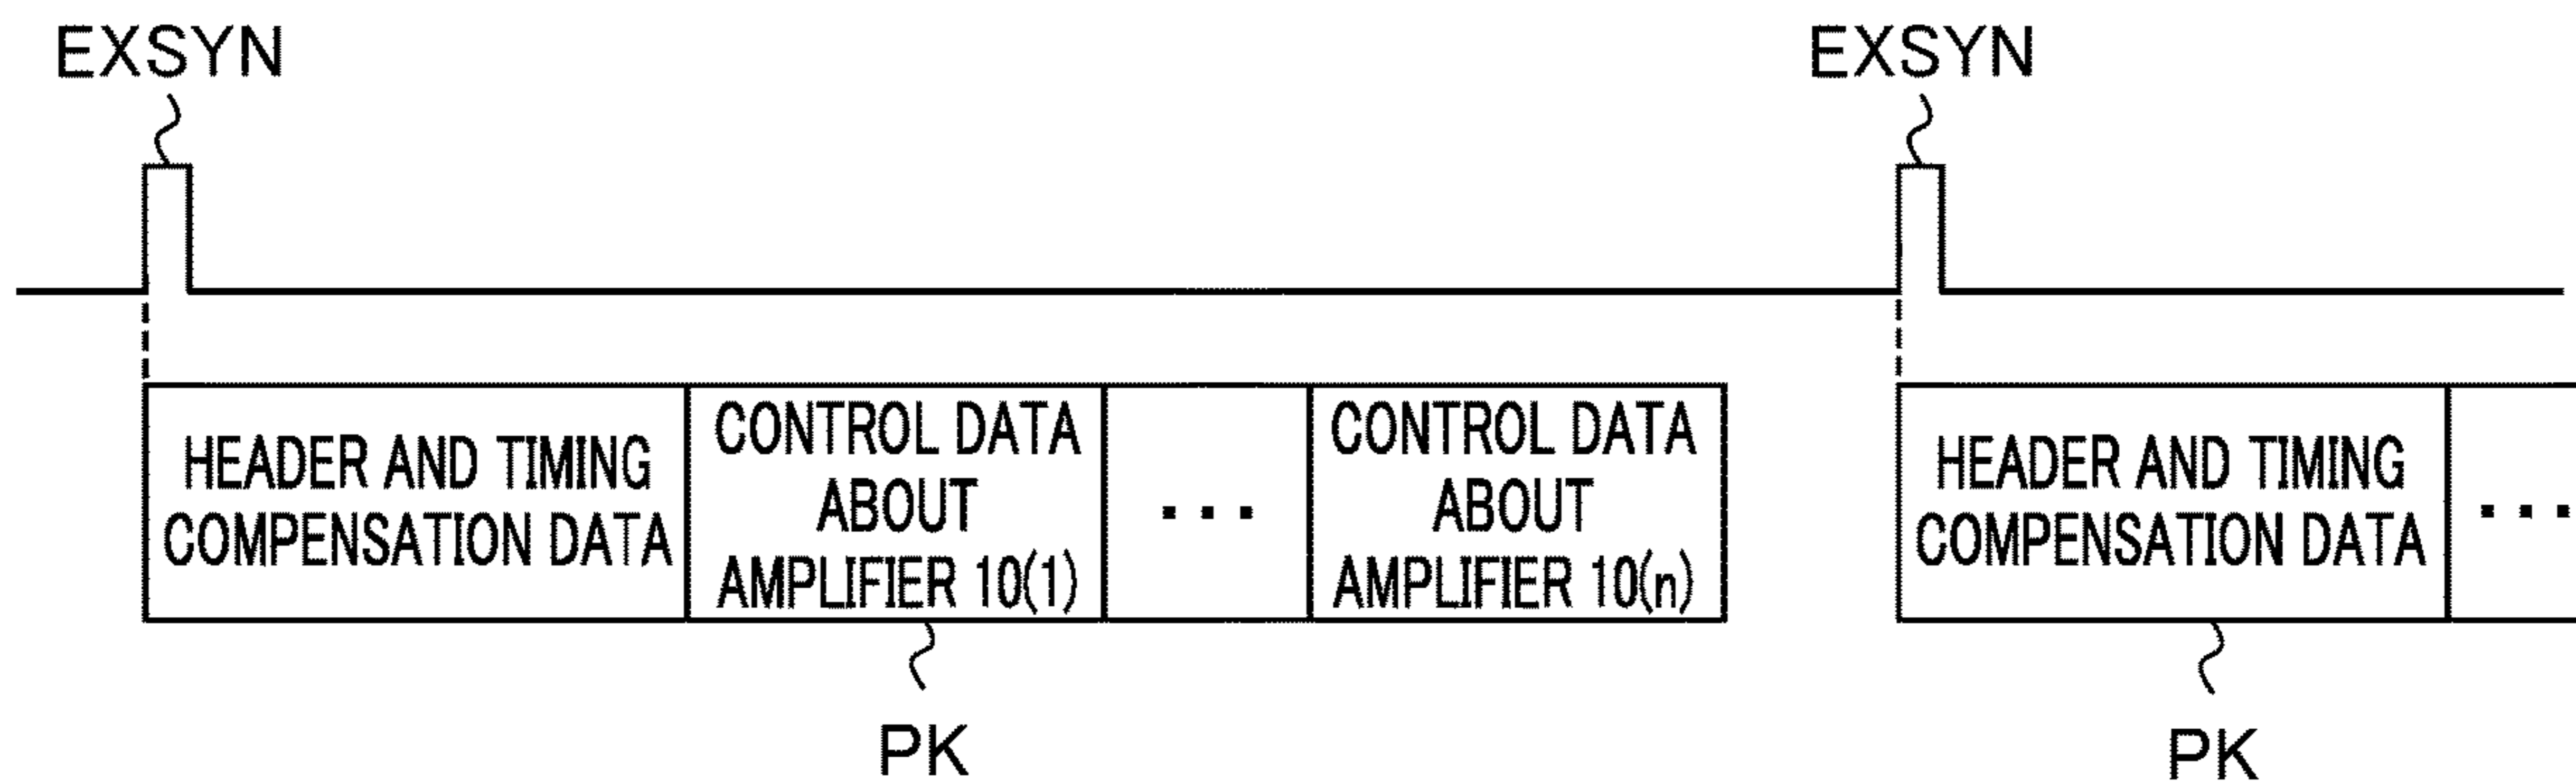 EXSYN
EXSYN
HEADER AND TIMING
COMPENSATION DATA
CONTROL DATA
ABOUT
AMPLIFIER 10(1)
...
CONTROL DATA
ABOUT
AMPLIFIER 10(n)
HEADER AND TIMING
COMPENSATION DATA
...
PK
PK